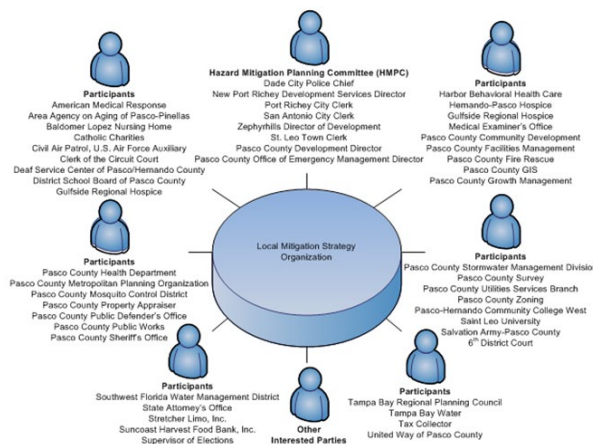 Participants
American Medical Response
Area Agency on Aging of Pasco-Pinellas
Baldomer Lopez Nursing Home
Catholic Charities
Civil Air Patrol, U.S. Air Force Auxiliary
Clerk of the Circuit Court
Deaf Service Center of Pasco/Hernando County
District School Board of Pasco County
Gulfside Regional Hospice
Hazard Mitigation Planning Committee (HMPC)
Dade City Police Chief
New Port Richey Development Services Director
Port Richey City Clerk
San Antonio City Clerk
Zephyrhills Director of Development
St. Leo Town Clerk
Pasco County Development Director
Pasco County Office of Emergency Management Director
Participants
Harbor Behavioral Health Care
Hernando-Pasco Hospice
Gulfside Regional Hospice
Medical Examiner's Office
Pasco County Community Development
Pasco County Facilities Management
Pasco County Fire Rescue
Pasco County GIS
Pasco County Growth Management
Local Mitigation Strategy
Organization
Participants
Pasco County Health Department
Pasco County Metropolitan Planning Organization
Pasco County Mosquito Control District
Pasco County Property Appraiser
Pasco County Public Defender's Office
Pasco County Public Works
Pasco County Sheriff's Office
Participants
Pasco County Stormwater Management Divisio
Pasco County Survey
Pasco County Utilities Services Branch
Pasco County Zoning
Pasco-Hernando Community College West
Saint Leo University
Salvation Army-Pasco County
6th District Court
Participants
Southwest Florida Water Management District
State Attorney's Office
Stretcher Limo, Inc.
Suncoast Harvest Food Bank, Inc.
Supervisor of Elections
Other
Interested Parties
Participants
Tampa Bay Regional Planning Council
Tampa Bay Water
Tax Collector
United Way of Pasco County